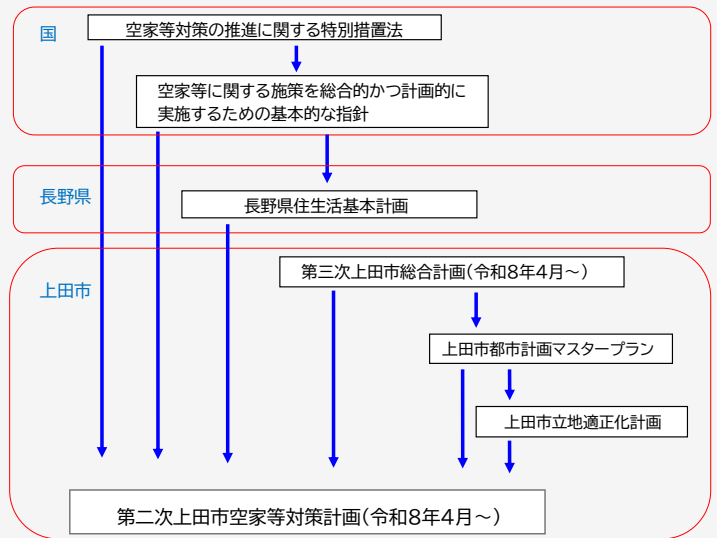 国
空家等対策の推進に関する特別措置法
空家等に関する施策を総合的かつ計画的に
実施するための基本的な指針
長野県
長野県住生活基本計画
上田市
第三次上田市総合計画(令和8年4月~)
上田市都市計画マスタープラン
上田市立地適正化計画
第二次上田市空家等対策計画(令和8年4月~)